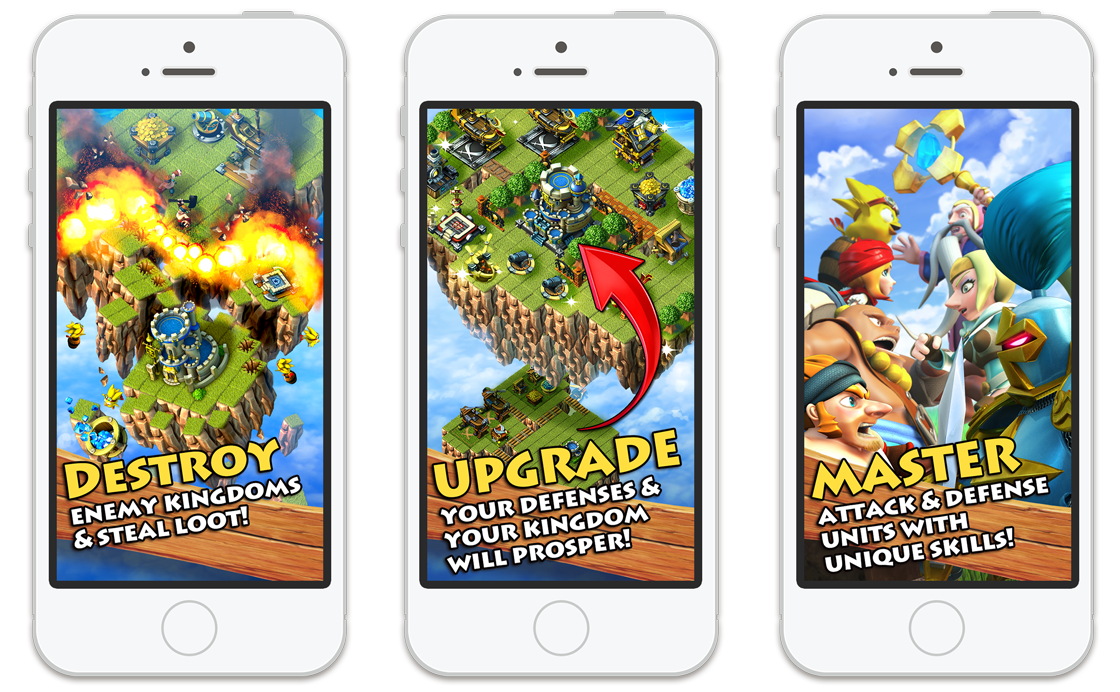 DESTROY
ENEMY KINGDOMS
& STEAL LOOT!
UPGRADE
YOUR DEFENSES &
YOUR KINGDOM
WILL PROSPER!
MASTER
ATTACK & DEFENSE
UNITS WITH
UNIQUE SKILLS!